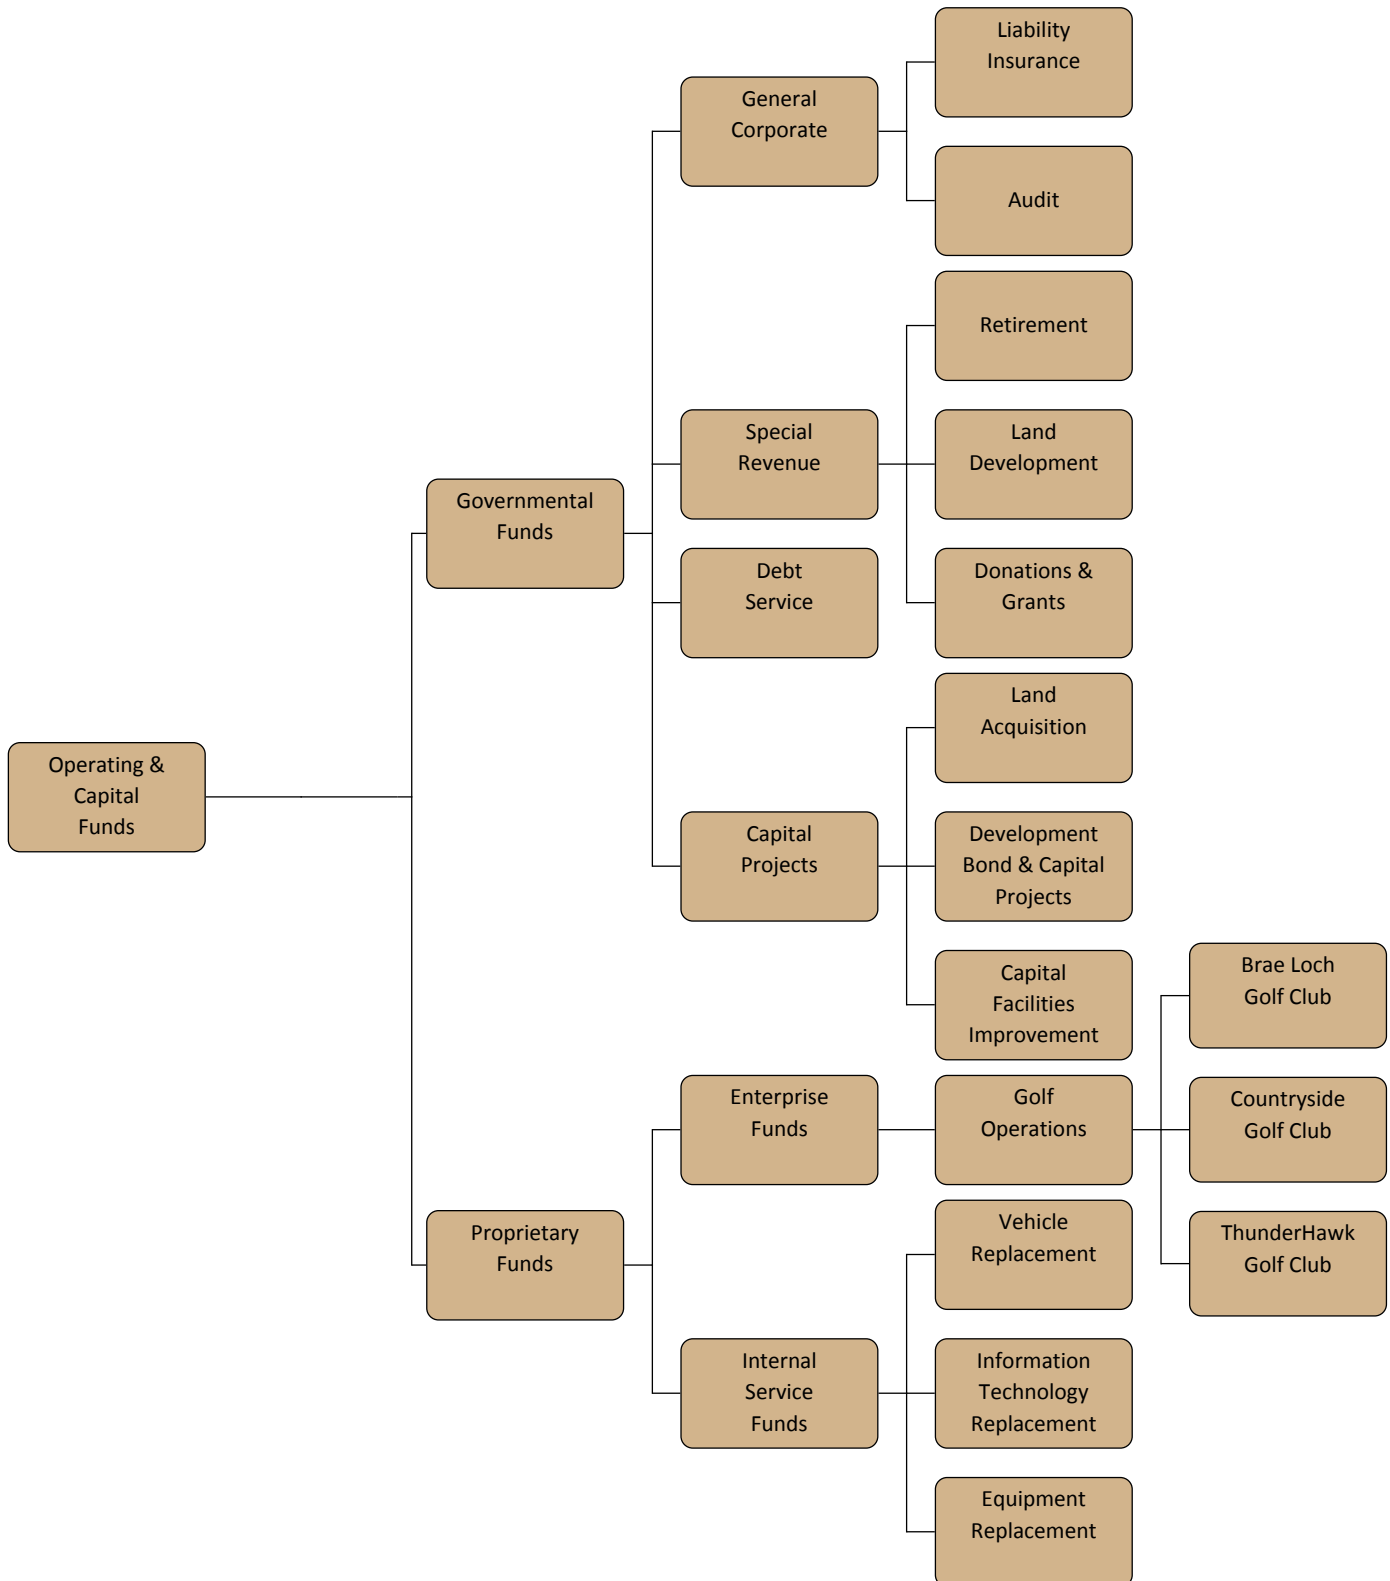 Liability
Insurance
General
Corporate
Audit
Retirement
Special
Revenue
Land
Development
Governmental
Funds
Debt
Service
Donations &
Grants
Land
Acquisition
Operating &
Capital
Funds
Capital
Projects
Development
Bond & Capital
Projects
Capital
Facilities
Improvement
Brae Loch
Golf Club
Enterprise
Funds
Golf
Operations
Countryside
Golf Club
Proprietary
Funds
Vehicle
Replacement
ThunderHawk
Golf Club
Internal
Service
Funds
Information
Technology
Replacement
Equipment
Replacement